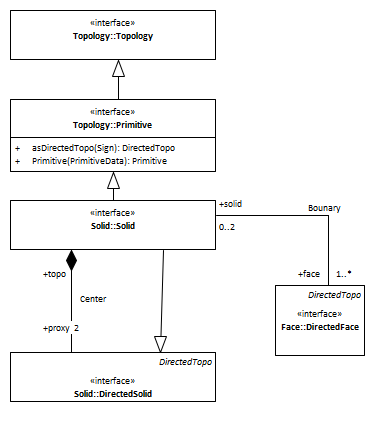 «interface»
Topology::Topology
«interface»
Topology::Primitive
+ asDirectedTopo(Sign): DirectedTopo
+ Primitive(PrimitiveData): Primitive
«interface»
Solid::Solid
+solid
0..2
Bounary
+topo
Center
+proxy 2
+face 1..*
DirectedTopo
«interface»
Face::DirectedFace
DirectedTopo
«interface»
Solid::DirectedSolid